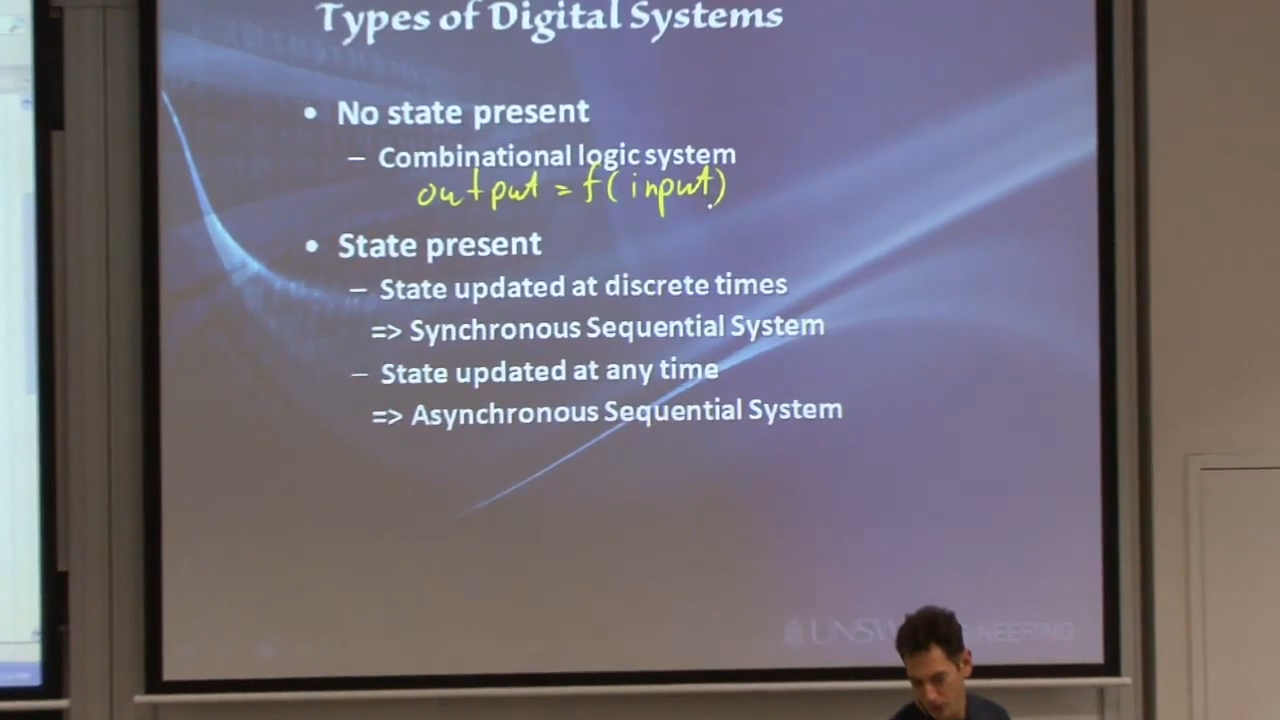 Types of Digital Systems
• No state present
– Combinational logic system
output = f(input)
• State present
– State updated at discrete times
=> Synchronous Sequential System
– State updated at any time
=> Asynchronous Sequential System
UNSW